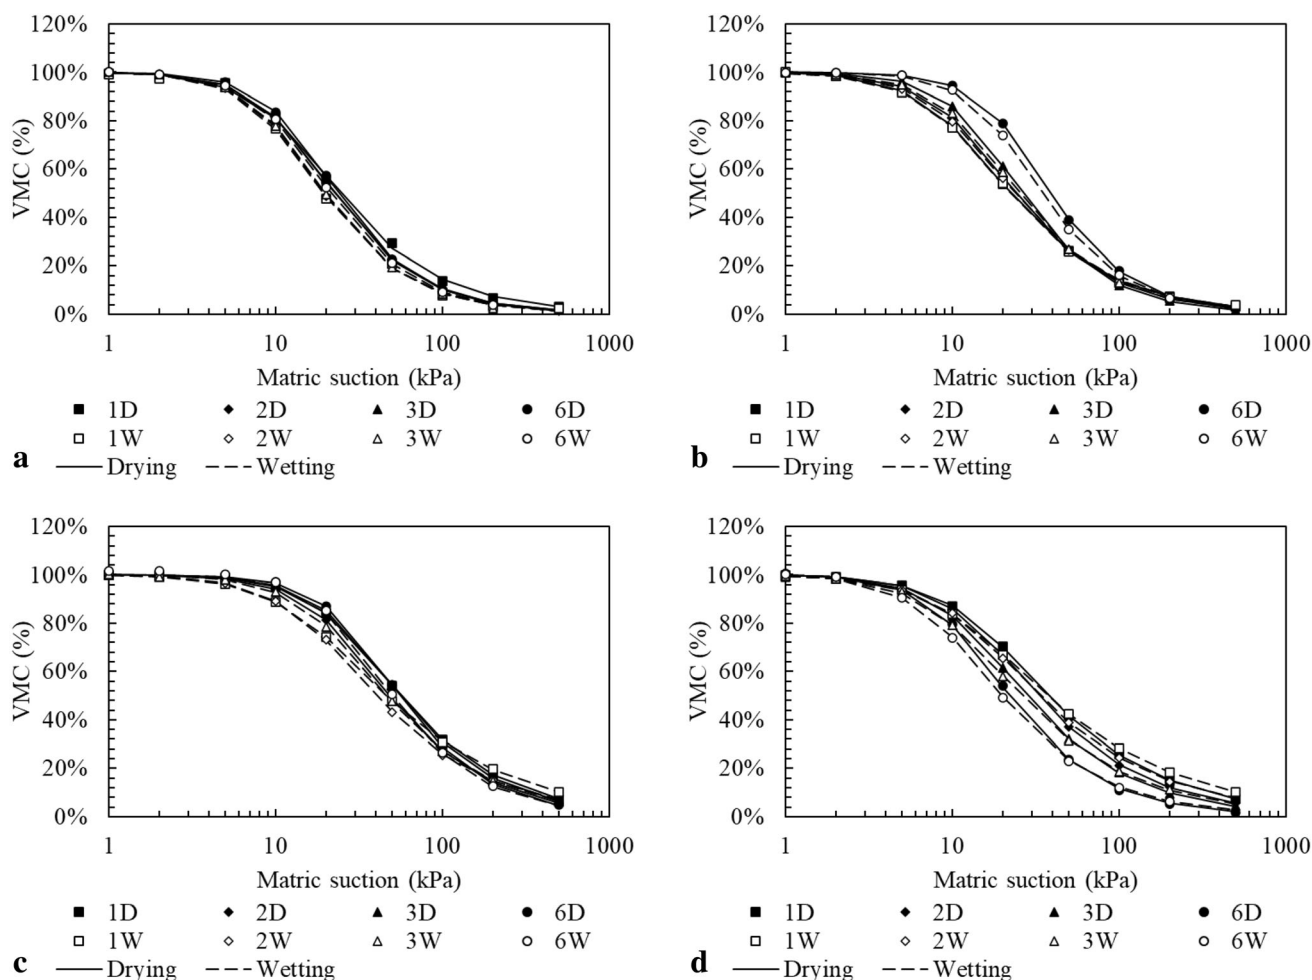 120%
100%
80%
60%
40%
20%
0%
VMC (%)
1 10 100 1000
Matric suction (kPa)
1D 2D 3D 6D
1W 2W 3W 6W
Drying Wetting
a
120%
100%
80%
60%
40%
20%
0%
VMC (%)
1 10 100 1000
Matric suction (kPa)
1D 2D 3D 6D
1W 2W 3W 6W
Drying Wetting
b
120%
100%
80%
60%
40%
20%
0%
VMC (%)
1 10 100 1000
Matric suction (kPa)
1D 2D 3D 6D
1W 2W 3W 6W
Drying Wetting
c
120%
100%
80%
60%
40%
20%
0%
VMC (%)
1 10 100 1000
Matric suction (kPa)
1D 2D 3D 6D
1W 2W 3W 6W
Drying Wetting
d